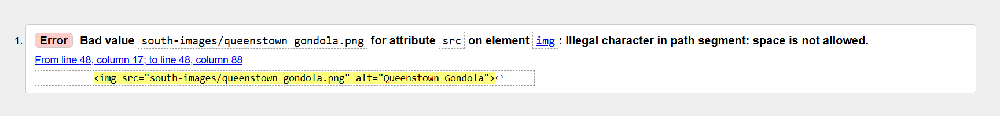 1. Error Bad value south-images/queenstown gondola.png for attribute src on element img: Illegal character in path segment: space is not allowed.
From line 48, column 17; to line 48, column 88
<img src="south-images/queenstown gondola.png" alt="Queenstown Gondola">↩